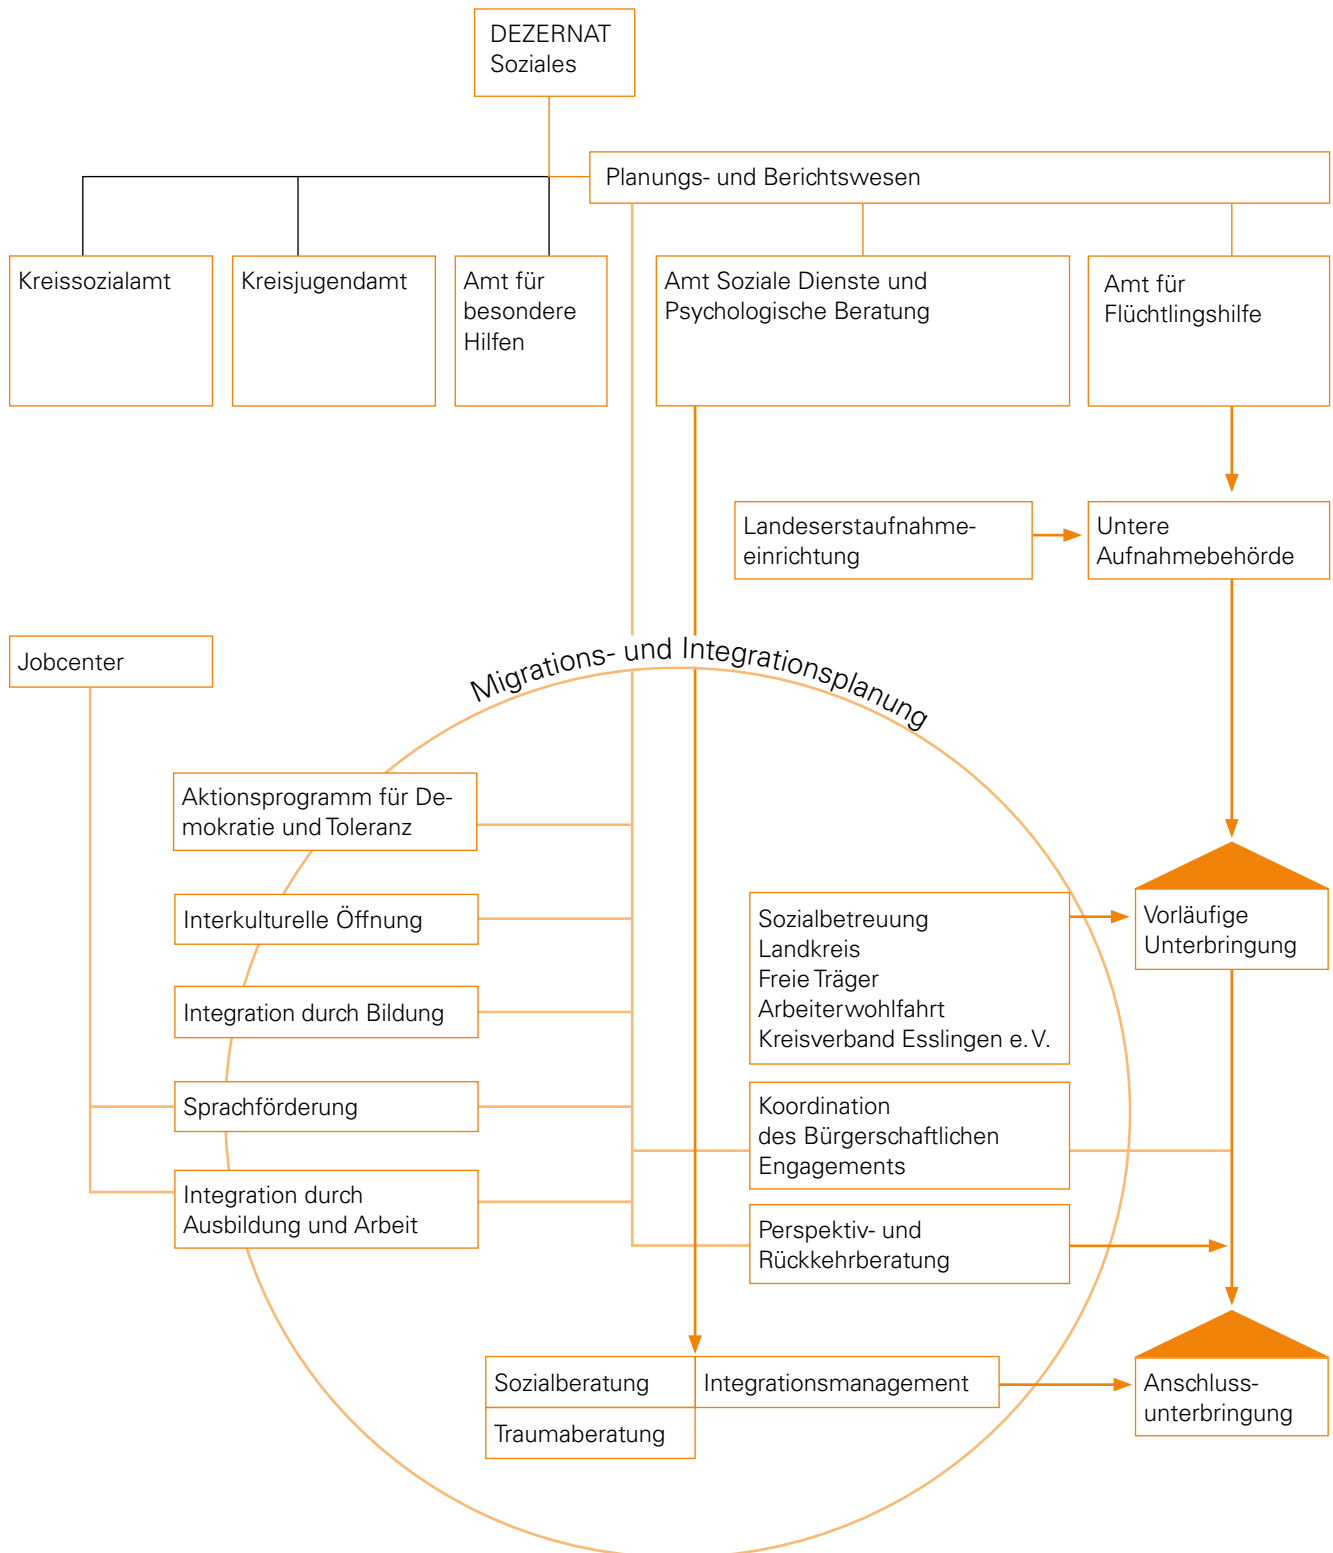 DEZERNAT
Soziales
Planungs- und Berichtswesen
Kreissozialamt
Kreisjugendamt
Amt für
besondere
Hilfen
Amt Soziale Dienste und
Psychologische Beratung
Amt für
Flüchtlingshilfe
Landeserstaufnahme-
einrichtung
Untere
Aufnahmebehörde
Jobcenter
Migrations- und Integrationsplanung
Aktionsprogramm für De-
mokratie und Toleranz
Interkulturelle Öffnung
Integration durch Bildung
Sprachförderung
Integration durch
Ausbildung und Arbeit
Sozialbetreuung
Landkreis
Freie Träger
Arbeiterwohlfahrt
Kreisverband Esslingen e.V.
Vorläufige
Unterbringung
Koordination
des Bürgerschaftlichen
Engagements
Perspektiv- und
Rückkehrberatung
Sozialberatung
Integrationsmanagement
Traumaberatung
Anschluss-
unterbringung